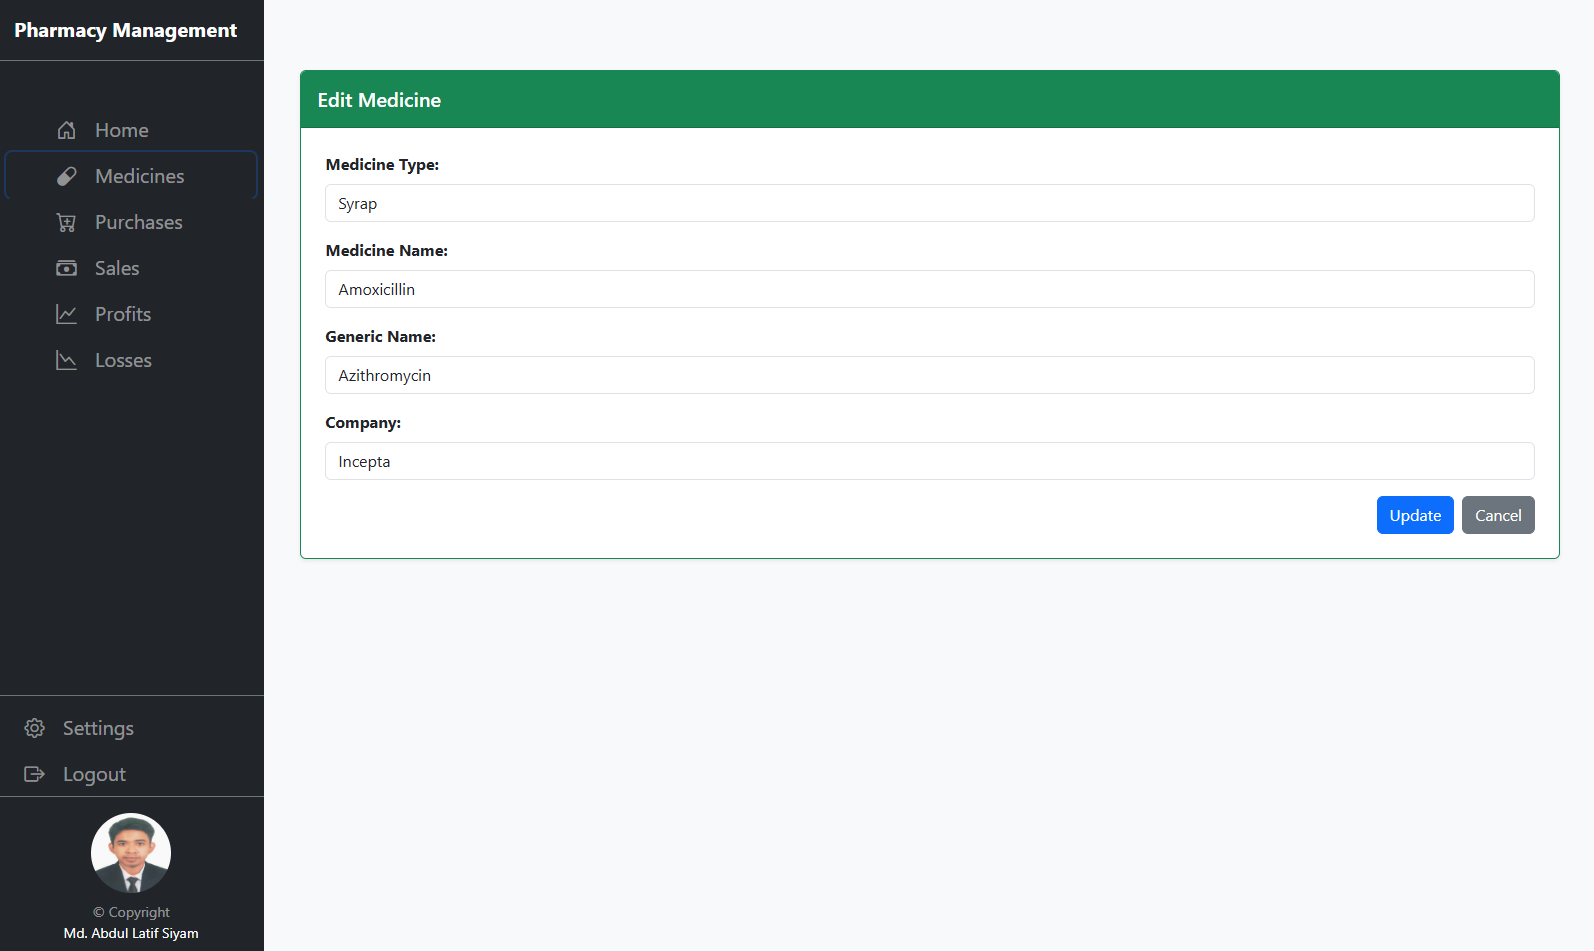 Pharmacy Management
Home
Medicines
Purchases
Sales
Profits
Losses
Settings
Logout
© Copyright
Md. Abdul Latif Siyam
Edit Medicine
Medicine Type:
Syrap
Medicine Name:
Amoxicillin
Generic Name:
Azithromycin
Company:
Incepta
Update Cancel